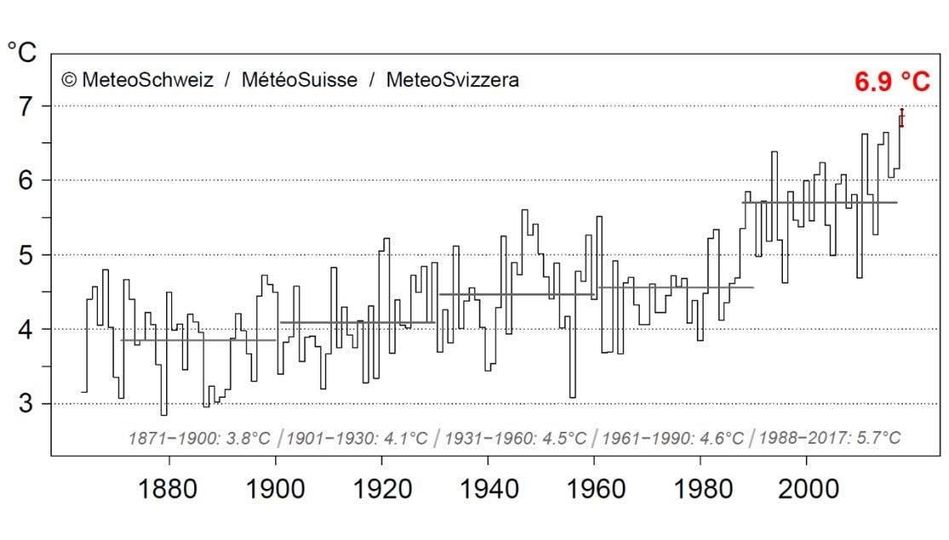 °C
© MeteoSchweiz / MétéoSuisse / MeteoSvizzera
6.9 °C
7
6
5
4
3
1871−1900: 3.8°C / 1901−1930: 4.1°C / 1931−1960: 4.5°C / 1961−1990: 4.6°C / 1988−2017: 5.7°C
1880 1900 1920 1940 1960 1980 2000